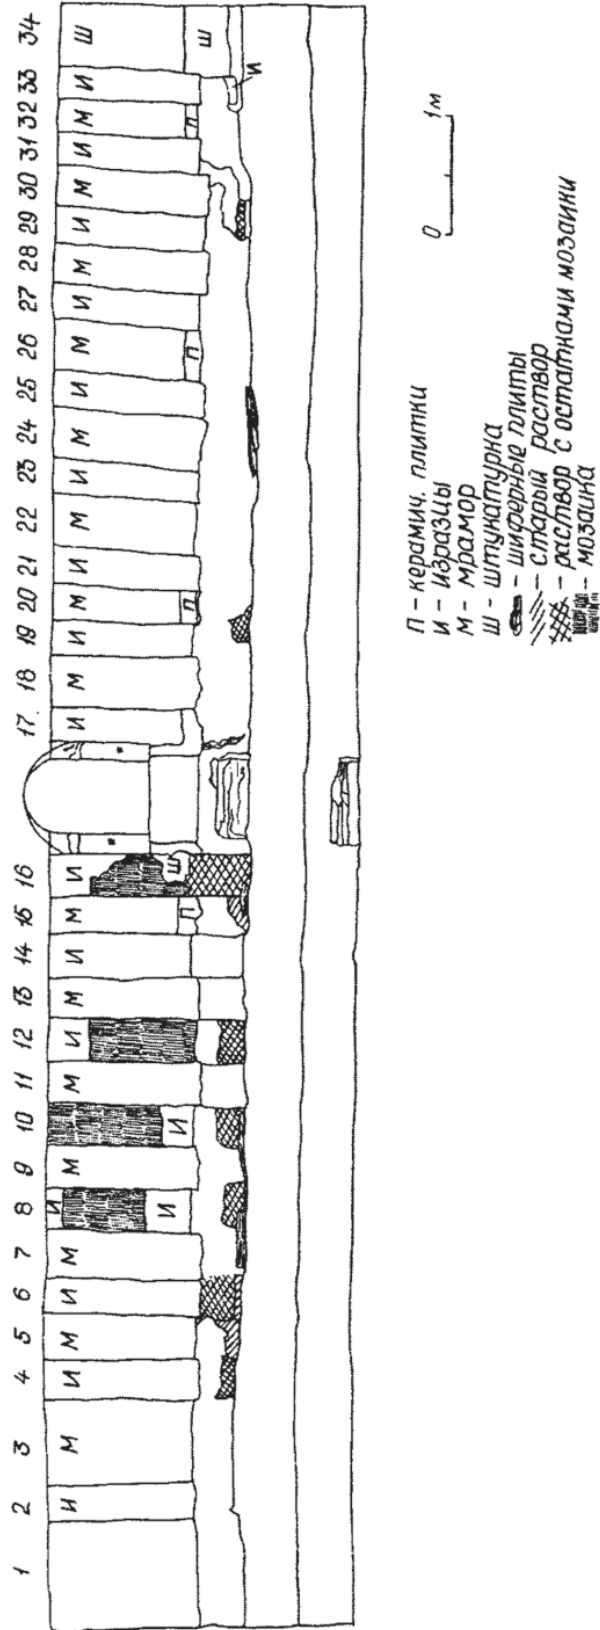 1 2 3 4 5 6 7 8 9 10 11 12 13 14 15 16 17 18 19 20 21 22 23 24 25 26 27 28 29 30 31 32 33 34
И М И М И М И М И М И М И М И И М И М И М И М И М И М И М И М И Ш
И И Ш
П П П П Ш
И
0 1м
П - керамич. плитки
И - изразцы
М - мрамор
Ш - штукатурка
- шиферные плиты
- старый раствор
- раствор с остатками мозаики
- мозаика